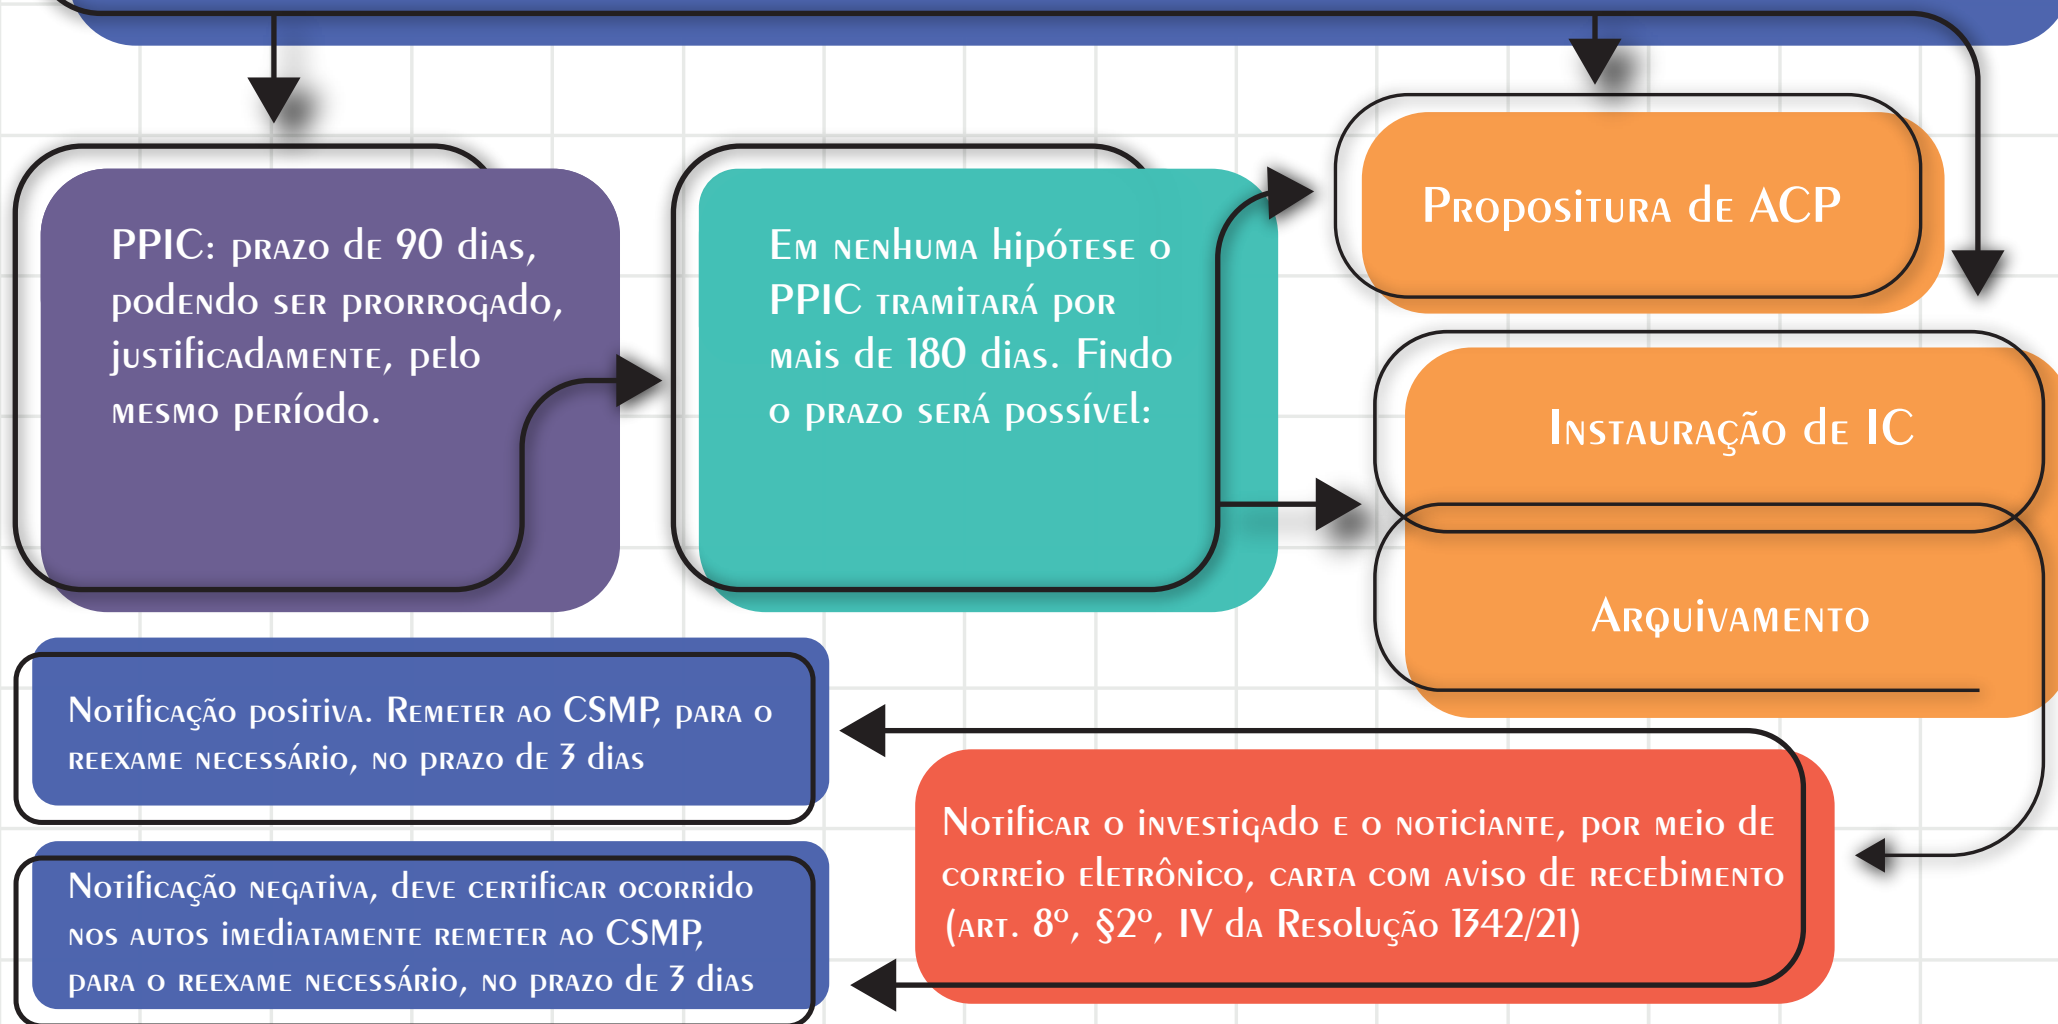 PPIC: prazo de 90 dias,
podendo ser prorrogado,
justificadamente, pelo
mesmo período.
Em nenhuma hipótese o
PPIC tramitará por
mais de 180 dias. Findo
o prazo será possível:
Propositura de ACP
Instauração de IC
Arquivamento
Notificar o investigado e o noticiante, por meio de
correio eletrônico, carta com aviso de recebimento
(art. 8º, §2º, IV da Resolução 1342/21)
Notificação positiva. Remeter ao CSMP, para o
reexame necessário, no prazo de 3 dias
Notificação negativa, deve certificar ocorrido
nos autos imediatamente remeter ao CSMP,
para o reexame necessário, no prazo de 3 dias